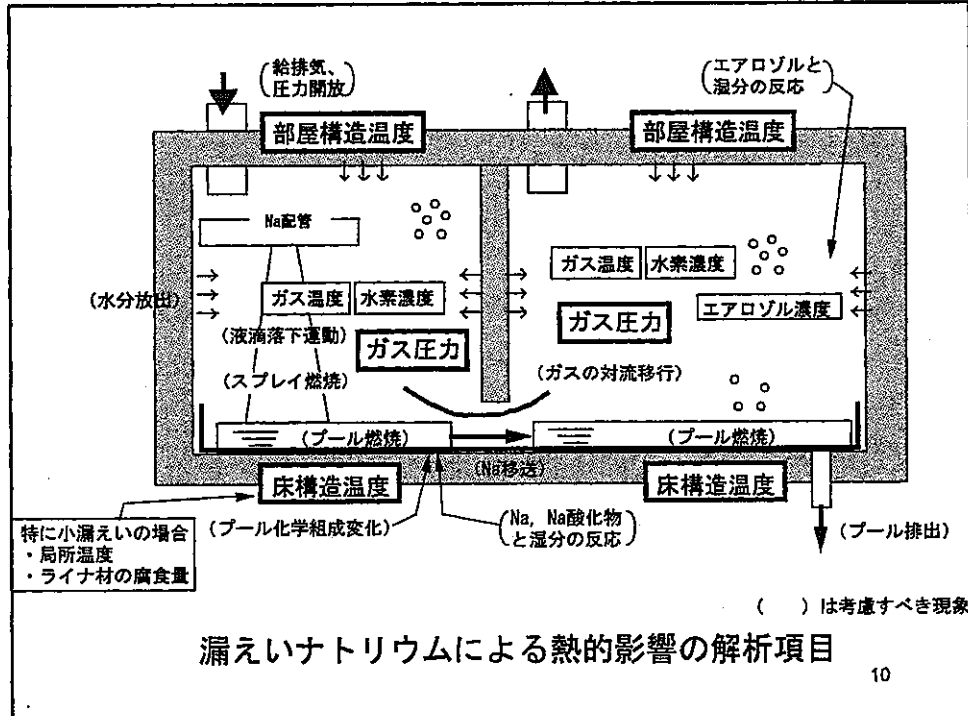 (給排気、
圧力開放)
(エアロゾルと
湿分の反応)
部屋構造温度
部屋構造温度
Na配管
ガス温度
水素濃度
ガス温度
水素濃度
(水分放出)
エアロゾル濃度
(液滴落下運動)
ガス圧力
ガス圧力
(スプレイ燃焼)
(ガスの対流移行)
(プール燃焼)
(プール燃焼)
(Na移送)
床構造温度
床構造温度
特に小漏えいの場合
・局所温度
・ライナ材の腐食量
(プール化学組成変化)
(Na, Na酸化物
と湿分の反応)
(プール排出)
(　)は考慮すべき現象
漏えいナトリウムによる熱的影響の解析項目
10